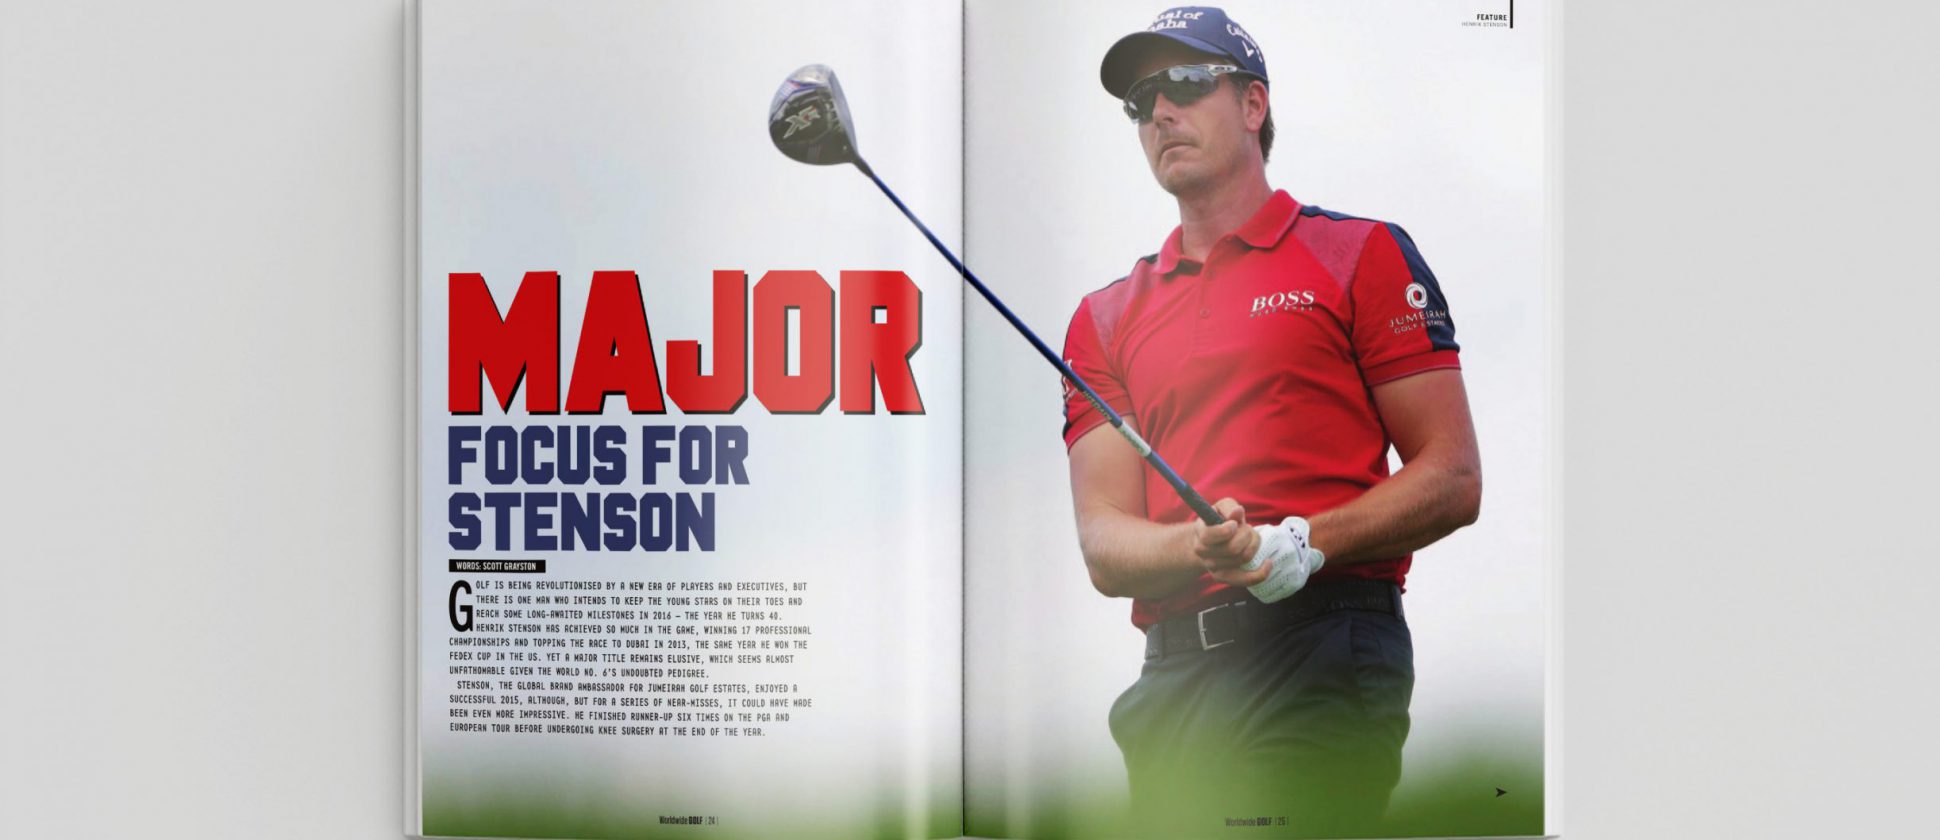 MAJOR
FOCUS FOR
STENSON
WORDS: SCOTT GRAYSTON
GOLF IS BEING REVOLUTIONISED BY A NEW ERA OF PLAYERS AND EXECUTIVES, BUT
THERE IS ONE MAN WHO INTENDS TO KEEP THE YOUNG STARS ON THEIR TOES AND
REACH SOME LONG-AWAITED MILESTONES IN 2016 – THE YEAR HE TURNS 40.
HENRIK STENSON HAS ACHIEVED SO MUCH IN THE GAME, WINNING 17 PROFESSIONAL
CHAMPIONSHIPS AND TOPPING THE RACE TO DUBAI IN 2013, THE SAME YEAR HE WON THE
FEDEX CUP IN THE US. YET A MAJOR TITLE REMAINS ELUSIVE, WHICH SEEMS ALMOST
UNFATHOMABLE GIVEN THE WORLD NO. 6'S UNDOUBTED PEDIGREE.
STENSON, THE GLOBAL BRAND AMBASSADOR FOR JUMEIRAH GOLF ESTATES, ENJOYED A
SUCCESSFUL 2015, ALTHOUGH, BUT FOR A SERIES OF NEAR-MISSES, IT COULD HAVE MADE
BEEN EVEN MORE IMPRESSIVE. HE FINISHED RUNNER-UP SIX TIMES ON THE PGA AND
EUROPEAN TOUR BEFORE UNDERGOING KNEE SURGERY AT THE END OF THE YEAR.
Worldwide GOLF | 24 |
FEATURE
HENRIK STENSON
XR
BOSS
HUGO BOSS
JUMEIRAH
GOLF ESTATES
Worldwide GOLF | 25 |